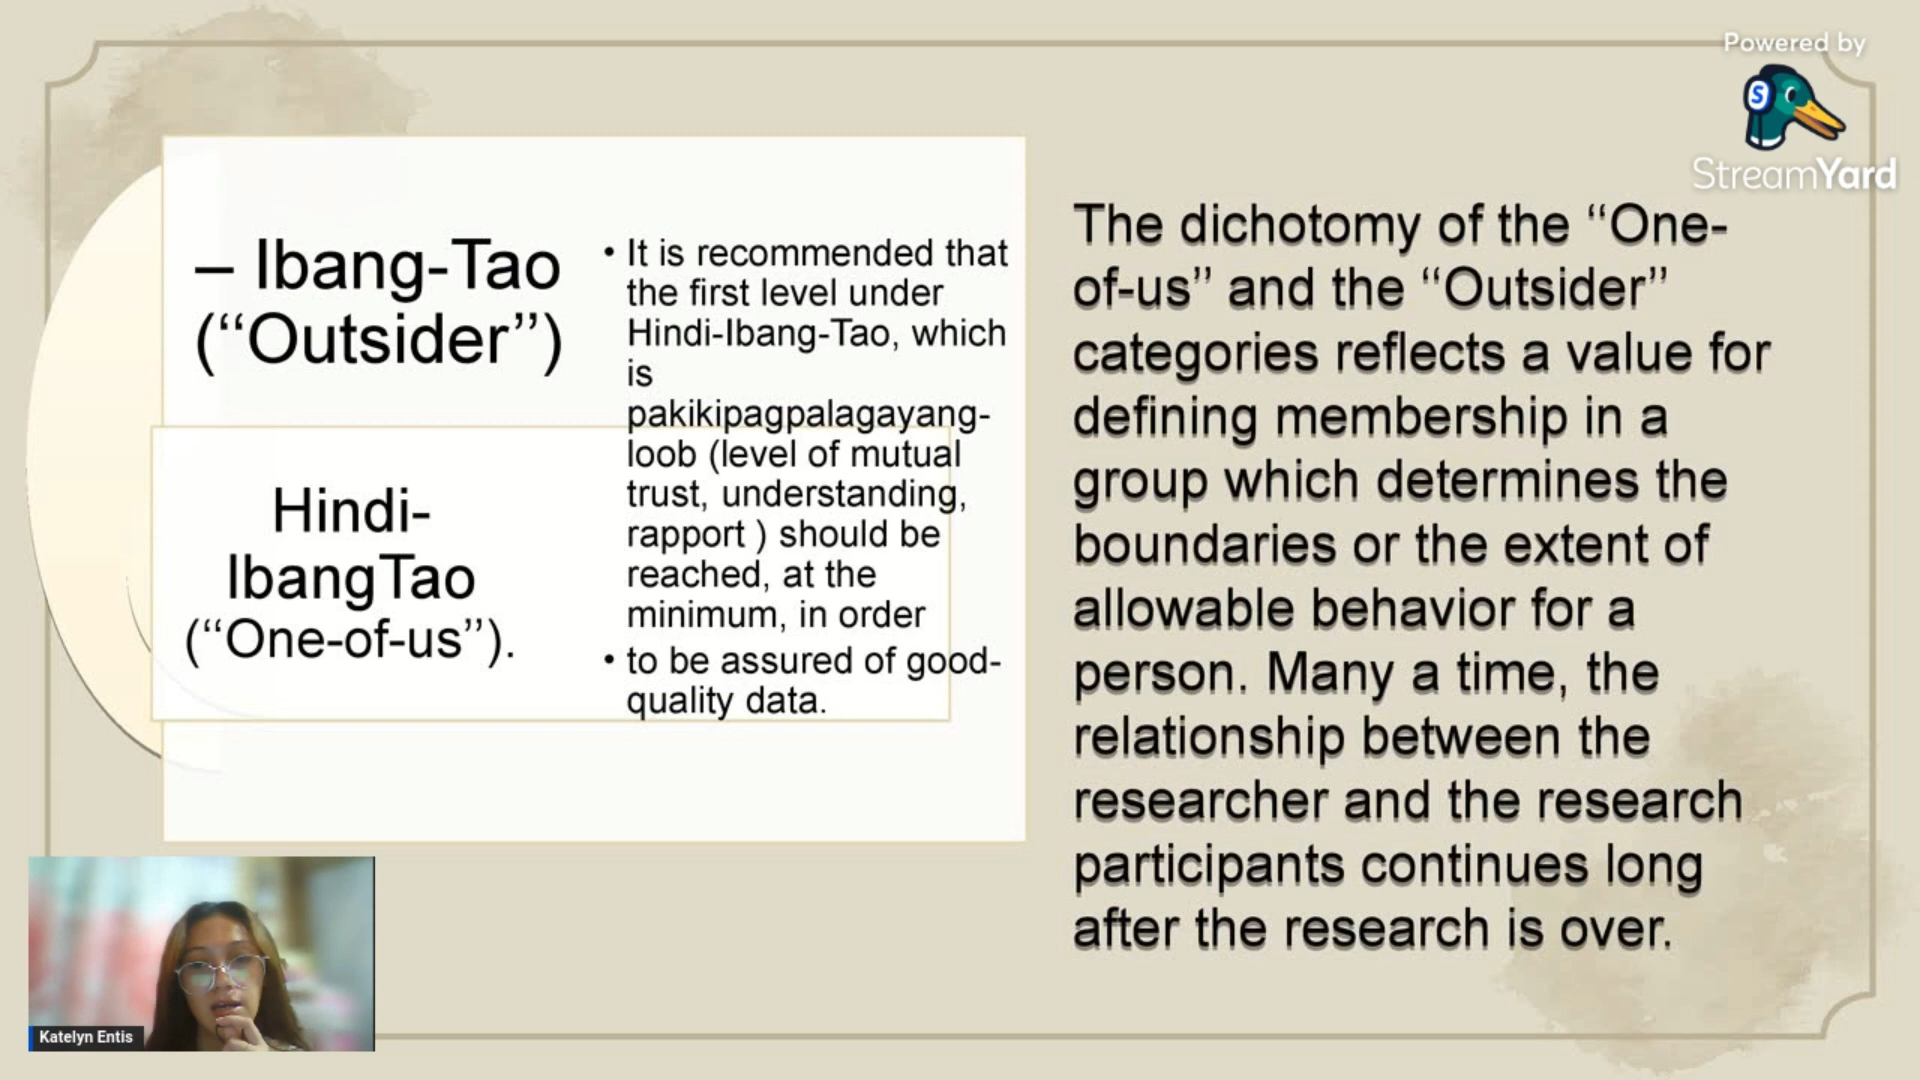 Powered by
StreamYard
– Ibang-Tao
(“Outsider”)
Hindi-
IbangTao
(“One-of-us”).
• It is recommended that
the first level under
Hindi-Ibang-Tao, which
is
pakikipagpalagayang-
loob (level of mutual
trust, understanding,
rapport ) should be
reached, at the
minimum, in order
• to be assured of good-
quality data.
The dichotomy of the “One-
of-us” and the “Outsider”
categories reflects a value for
defining membership in a
group which determines the
boundaries or the extent of
allowable behavior for a
person. Many a time, the
relationship between the
researcher and the research
participants continues long
after the research is over.
Katelyn Entis